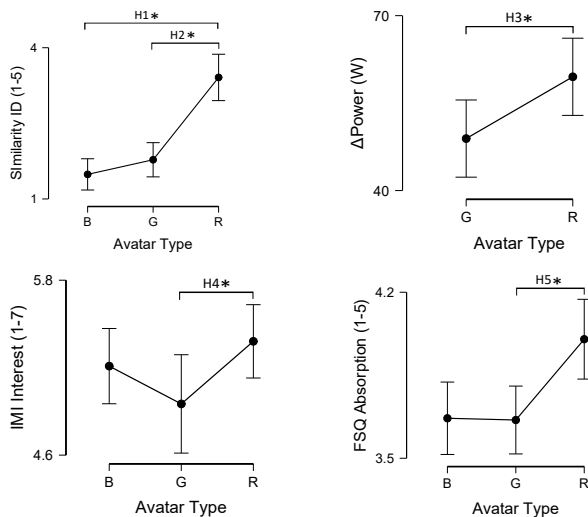 H1*
H2*
4
1
SImilarity ID (1-5)
B G R
Avatar Type
H3*
70
40
ΔPower (W)
G R
Avatar Type
H4*
5.8
4.6
IMI Interest (1-7)
B G R
Avatar Type
H5*
4.2
3.5
FSQ Absorption (1-5)
B G R
Avatar Type